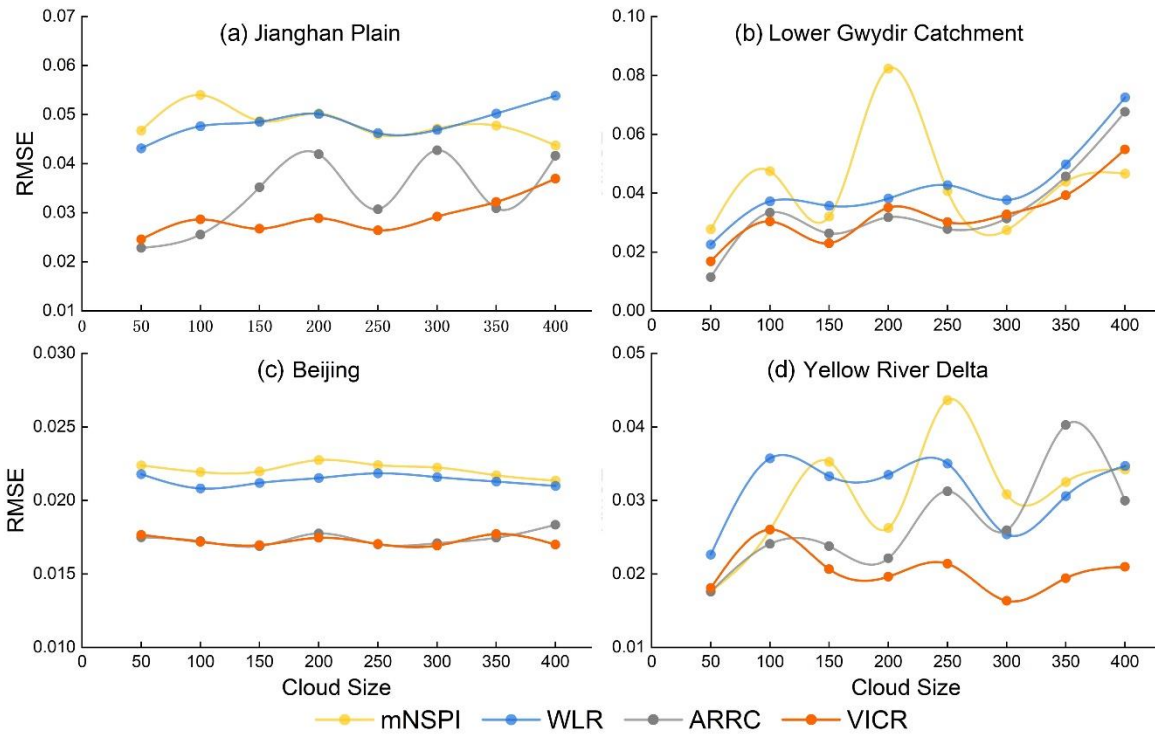 (a) Jianghan Plain
0.07
0.06
0.05
0.04
0.03
0.02
0.01
RMSE
0 50 100 150 200 250 300 350 400
(b) Lower Gwydir Catchment
0.10
0.08
0.06
0.04
0.02
0.00
0 50 100 150 200 250 300 350 400
(c) Beijing
0.030
0.025
0.020
0.015
0.010
RMSE
0 50 100 150 200 250 300 350 400
Cloud Size
(d) Yellow River Delta
0.05
0.04
0.03
0.02
0.01
0 50 100 150 200 250 300 350 400
Cloud Size
mNSPI WLR ARRC VICR